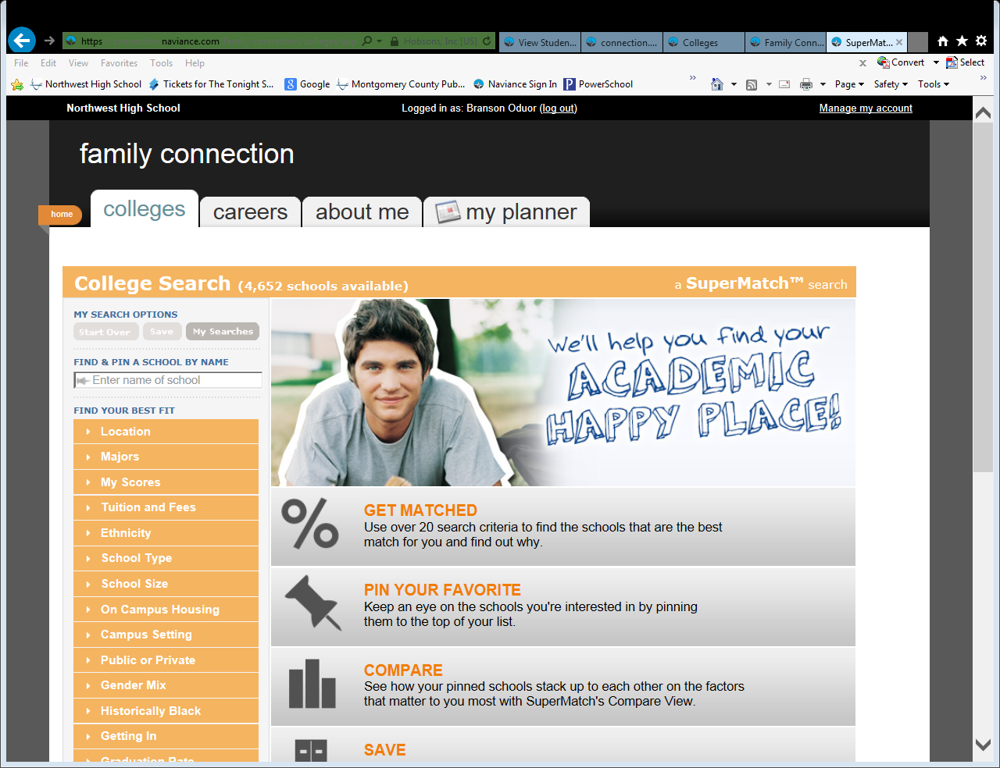 https naviance.com Hobsons, Inc [US] View Studen... connection.... Colleges Family Conn... SuperMat...
File Edit View Favorites Tools Help Convert Select
Northwest High School Tickets for The Tonight S... Google Montgomery County Pub... Naviance Sign In PowerSchool Page Safety Tools
Northwest High School Logged in as: Branson Oduor (log out) Manage my account
family connection
home colleges careers about me my planner
College Search (4,652 schools available) a SuperMatch™ search
MY SEARCH OPTIONS
Start Over Save My Searches
FIND & PIN A SCHOOL BY NAME
Enter name of school
FIND YOUR BEST FIT
Location
Majors
My Scores
Tuition and Fees
Ethnicity
School Type
School Size
On Campus Housing
Campus Setting
Public or Private
Gender Mix
Historically Black
Getting In
Graduation Rate
We'll help you find your
ACADEMIC
HAPPY PLACE!
GET MATCHED
Use over 20 search criteria to find the schools that are the best
match for you and find out why.
PIN YOUR FAVORITE
Keep an eye on the schools you're interested in by pinning
them to the top of your list.
COMPARE
See how your pinned schools stack up to each other on the factors
that matter to you most with SuperMatch's Compare View.
SAVE